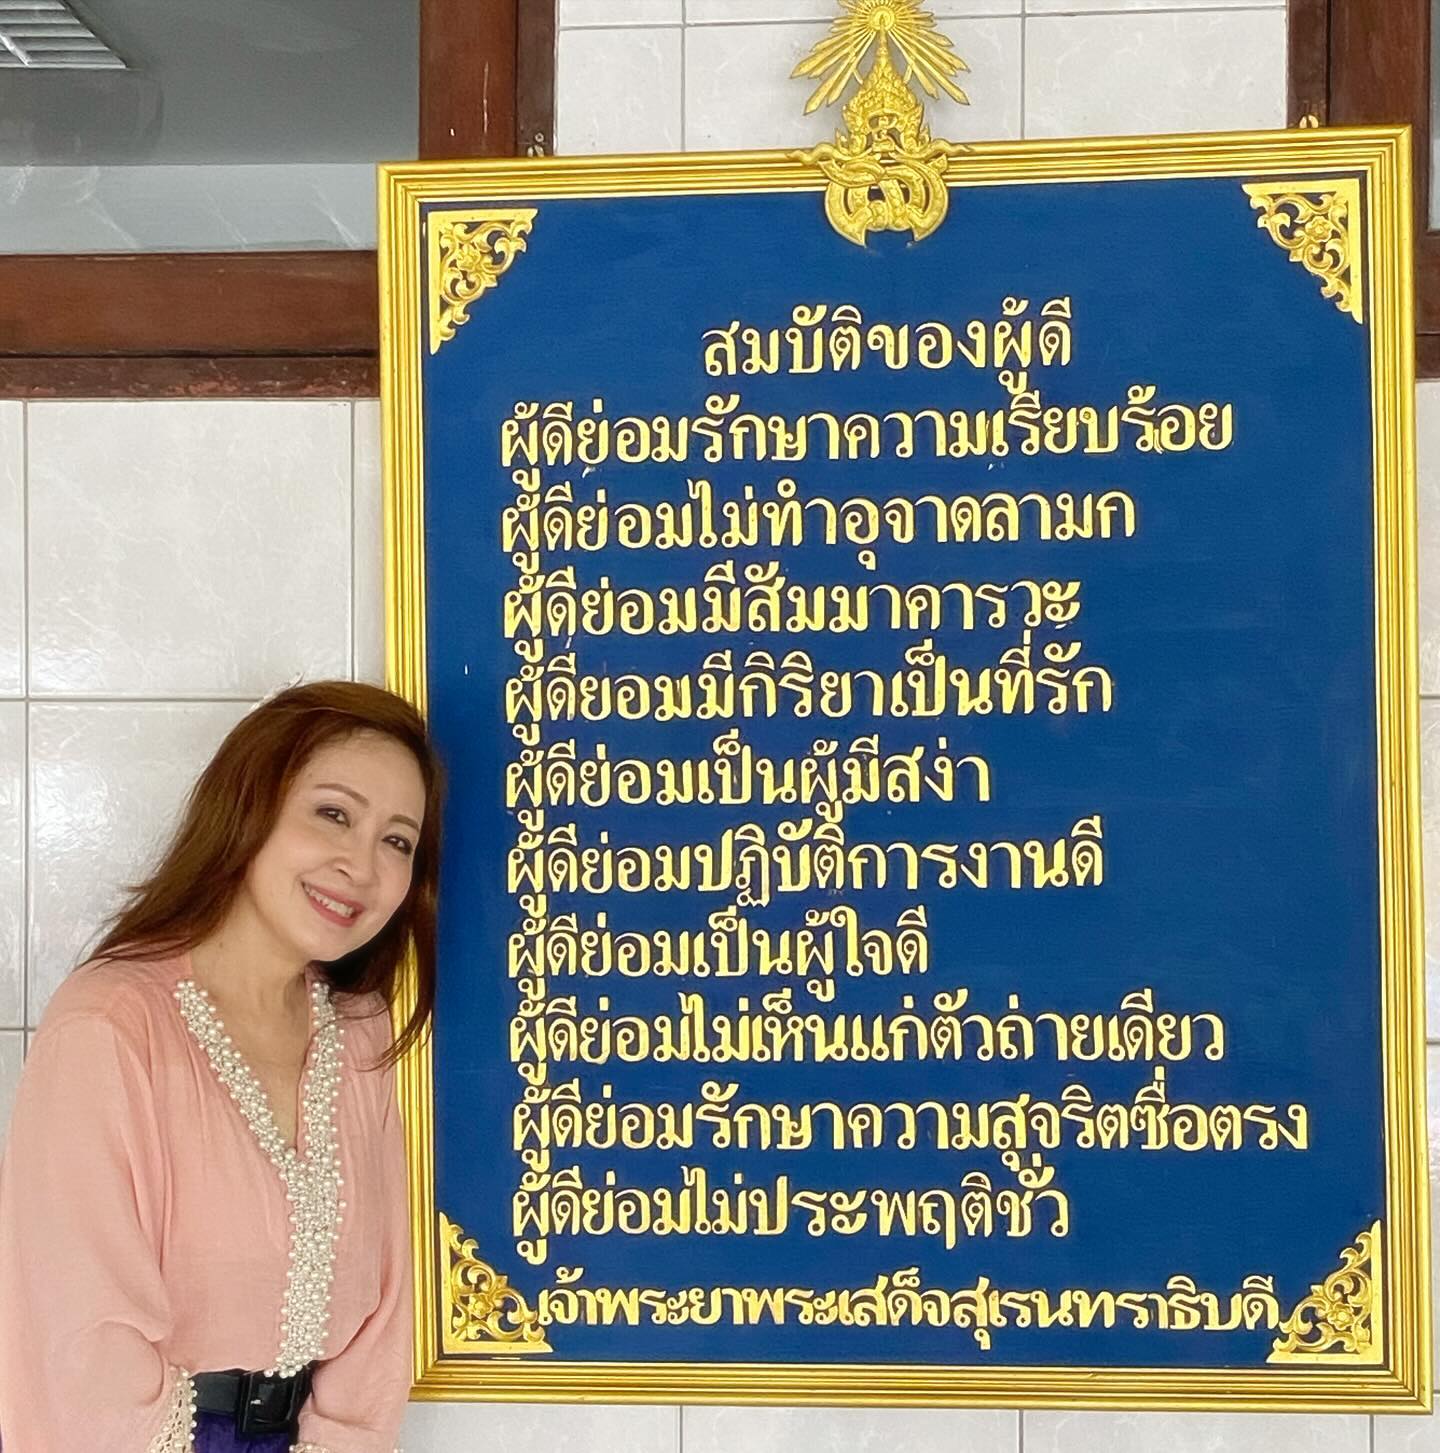 สมบัติของผู้ดี
ผู้ดีย่อมรักษาความเรียบร้อย
ผู้ดีย่อมไม่ทำอุจาดลามก
ผู้ดีย่อมมีสัมมาคารวะ
ผู้ดียอมมีกิริยาเป็นที่รัก
ผู้ดีย่อมเป็นผู้มีสง่า
ผู้ดีย่อมปฏิบัติการงานดี
ผู้ดีย่อมเป็นผู้ใจดี
ผู้ดีย่อมไม่เห็นแก่ตัวถ่ายเดียว
ผู้ดีย่อมรักษาความสุจริตซื่อตรง
ผู้ดีย่อมไม่ประพฤติชั่ว
เจ้าพระยาพระเสด็จสุเรนทราธิบดี